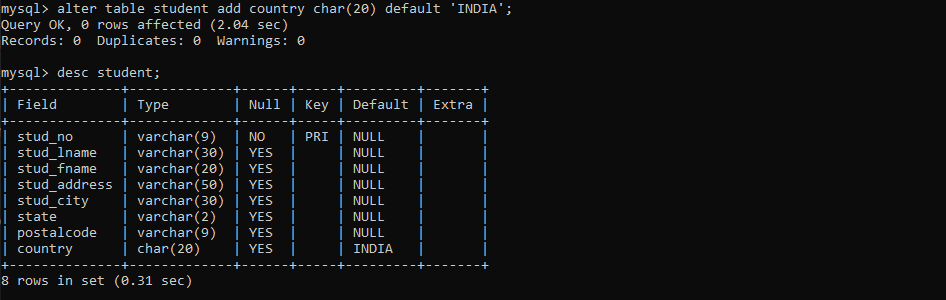 mysql> alter table student add country char(20) default 'INDIA';
Query OK, 0 rows affected (2.04 sec)
Records: 0  Duplicates: 0  Warnings: 0

mysql> desc student;
+--------------+-------------+------+-----+---------+-------+
| Field        | Type        | Null | Key | Default | Extra |
+--------------+-------------+------+-----+---------+-------+
| stud_no      | varchar(9)  | NO   | PRI | NULL    |       |
| stud_lname   | varchar(30) | YES  |     | NULL    |       |
| stud_fname   | varchar(20) | YES  |     | NULL    |       |
| stud_address | varchar(50) | YES  |     | NULL    |       |
| stud_city    | varchar(30) | YES  |     | NULL    |       |
| state        | varchar(2)  | YES  |     | NULL    |       |
| postalcode   | varchar(9)  | YES  |     | NULL    |       |
| country      | char(20)    | YES  |     | INDIA   |       |
+--------------+-------------+------+-----+---------+-------+
8 rows in set (0.31 sec)